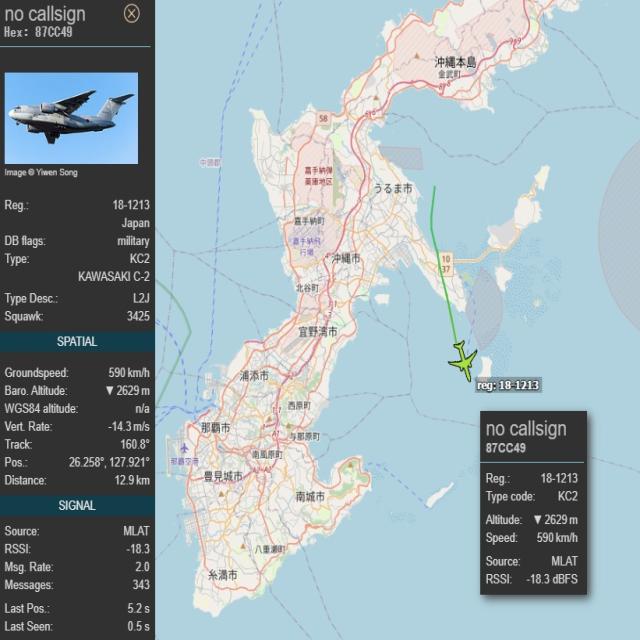 no callsign
Hex: 87CC49
Image © Yiwen Song
Reg.: 18-1213
Japan
DB flags: military
Type: KC2
KAWASAKI C-2
Type Desc.: L2J
Squawk: 3425
SPATIAL
Groundspeed: 590 km/h
Baro. Altitude: ▼ 2629 m
WGS84 altitude: n/a
Vert. Rate: -14.3 m/s
Track: 160.8°
Pos.: 26.258°, 127.921°
Distance: 12.9 km
SIGNAL
Source: MLAT
RSSI: -18.3
Msg. Rate: 2.0
Messages: 343
Last Pos.: 5.2 s
Last Seen: 0.5 s
沖縄本島
金武町
58
中頭郡
嘉手納弾
薬庫地区
うるま市
嘉手納町
嘉手納飛
行場
沖縄市
10
37
北谷町
宜野湾市
浦添市
西原町
那覇市
与那原町
那覇空港
南風原町
豊見城市
南城市
八重瀬町
糸満市
reg: 18-1213
no callsign
87CC49
Reg.: 18-1213
Type code: KC2
Altitude: ▼ 2629 m
Speed: 590 km/h
Source: MLAT
RSSI: -18.3 dBFS